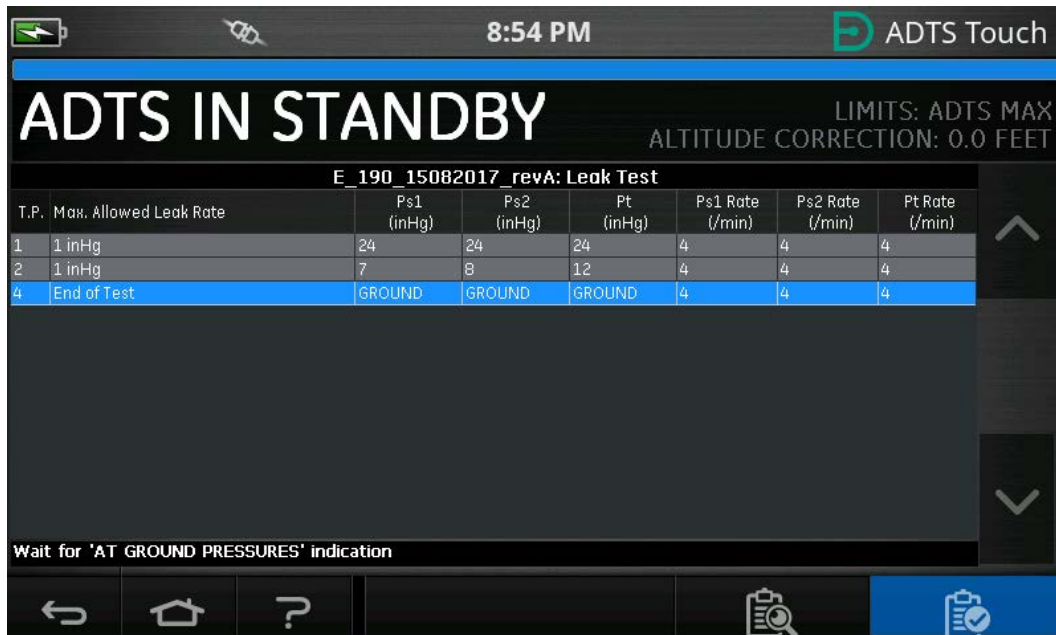 8:54 PM
ADTS Touch
ADTS IN STANDBY
LIMITS: ADTS MAX
ALTITUDE CORRECTION: 0.0 FEET
E_190_15082017_revA: Leak Test
T.P. Max. Allowed Leak Rate Ps1 (inHg) Ps2 (inHg) Pt (inHg) Ps1 Rate (/min) Ps2 Rate (/min) Pt Rate (/min)
1 1 inHg 24 24 24 4 4 4
2 1 inHg 7 8 12 4 4 4
4 End of Test GROUND GROUND GROUND 4 4 4
Wait for 'AT GROUND PRESSURES' indication